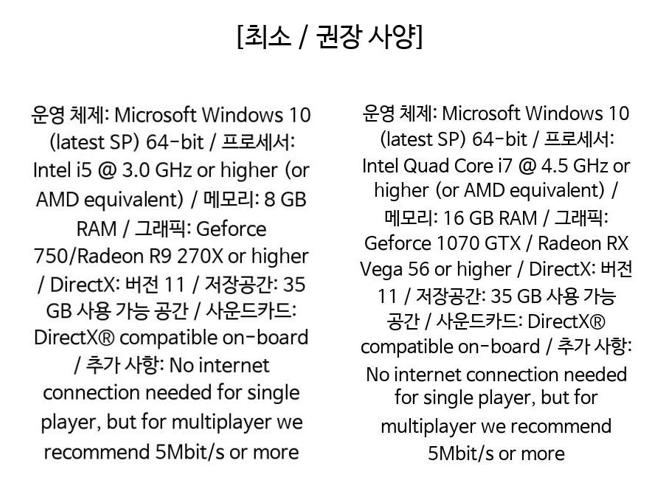 [최소 / 권장 사양]
운영 체제: Microsoft Windows 10
(latest SP) 64-bit / 프로세서:
Intel i5 @ 3.0 GHz or higher (or
AMD equivalent) / 메모리: 8 GB
RAM / 그래픽: Geforce
750/Radeon R9 270X or higher
/ DirectX: 버전 11 / 저장공간: 35
GB 사용 가능 공간 / 사운드카드:
DirectX® compatible on-board
/ 추가 사항: No internet
connection needed for single
player, but for multiplayer we
recommend 5Mbit/s or more
운영 체제: Microsoft Windows 10
(latest SP) 64-bit / 프로세서:
Intel Quad Core i7 @ 4.5 GHz or
higher (or AMD equivalent) /
메모리: 16 GB RAM / 그래픽:
Geforce 1070 GTX / Radeon RX
Vega 56 or higher / DirectX: 버전
11 / 저장공간: 35 GB 사용 가능
공간 / 사운드카드: DirectX®
compatible on-board / 추가 사항:
No internet connection needed
for single player, but for
multiplayer we recommend
5Mbit/s or more